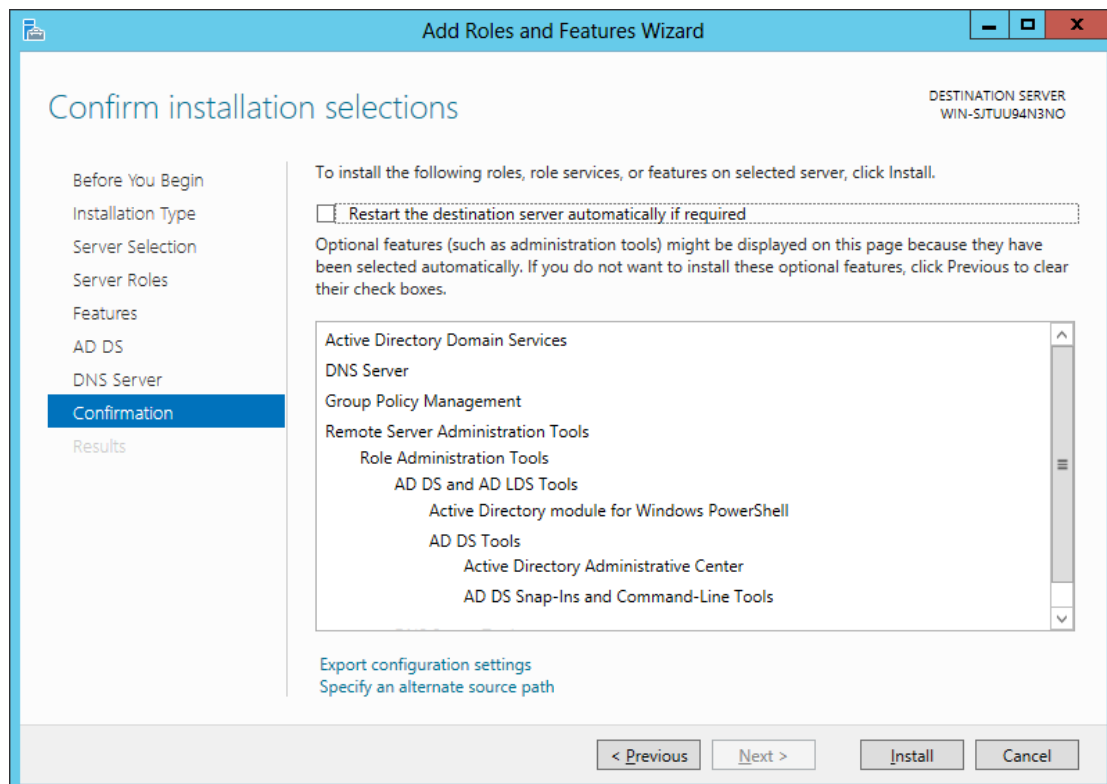 Add Roles and Features Wizard
Confirm installation selections
DESTINATION SERVER
WIN-SJTUU94N3NO
Before You Begin
Installation Type
Server Selection
Server Roles
Features
AD DS
DNS Server
Confirmation
Results
To install the following roles, role services, or features on selected server, click Install.
Restart the destination server automatically if required
Optional features (such as administration tools) might be displayed on this page because they have
been selected automatically. If you do not want to install these optional features, click Previous to clear
their check boxes.
Active Directory Domain Services
DNS Server
Group Policy Management
Remote Server Administration Tools
Role Administration Tools
AD DS and AD LDS Tools
Active Directory module for Windows PowerShell
AD DS Tools
Active Directory Administrative Center
AD DS Snap-Ins and Command-Line Tools
Export configuration settings
Specify an alternate source path
< Previous
Next >
Install
Cancel